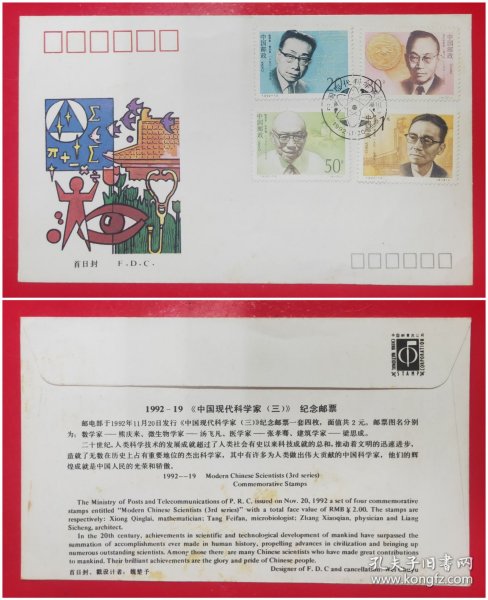 中国邮政
20分
中国邮政
中国邮政
50分
中国邮政
1992.11.20
首日封 F.D.C.
中国邮票总公司
CHINA NATIONAL
STAMP
CORPORATION
1992-19 《中国现代科学家（三）》 纪念邮票
邮电部于1992年11月20日发行《中国现代科学家(三)》纪念邮票一套四枚，面值共2元。邮票图名分别
为：数学家——熊庆来、微生物学家——汤飞凡、医学家——张孝骞、建筑学家——梁思成。
二十世纪，人类科学技术的发展成就超过了人类社会有史以来科技成就的总和，推动着文明的迅速进步，
造就了无数在历史上占有重要地位的杰出科学家，其中有许多为人类做出伟大贡献的中国科学家，他们的辉
煌成就是中国人民的光荣和骄傲。
1992—19 Modern Chinese Scientists (3rd series)
Commemorative Stamps
The Ministry of Posts and Telecommunications of P. R. C. issued on Nov. 20, 1992 a set of four commemorative
stamps entitled "Modern Chinese Scientists (3rd series)" with a total face value of RMB ¥ 2.00. The stamps are
respectively: Xiong Qinglai, mathematician; Tang Feifan, microbiologist; Zhang Xiaoqian, physician and Liang
Sicheng, architect.
In the 20th century, achievements in scientific and technological development of mankind have surpassed the
summation of accomplishments ever made in human history, propelling advances in civilization and bringing up
numerous outstanding scientists. Among those there are many Chinese scientists who have made great contributions
to mankind. Their brilliant achievements are the glory and pride of Chinese people.
首日封、戳设计者：魏楚予 Designer of F. D. C and cancellation: Wei Chuyu
孔夫子旧书网
www.kongfz.com